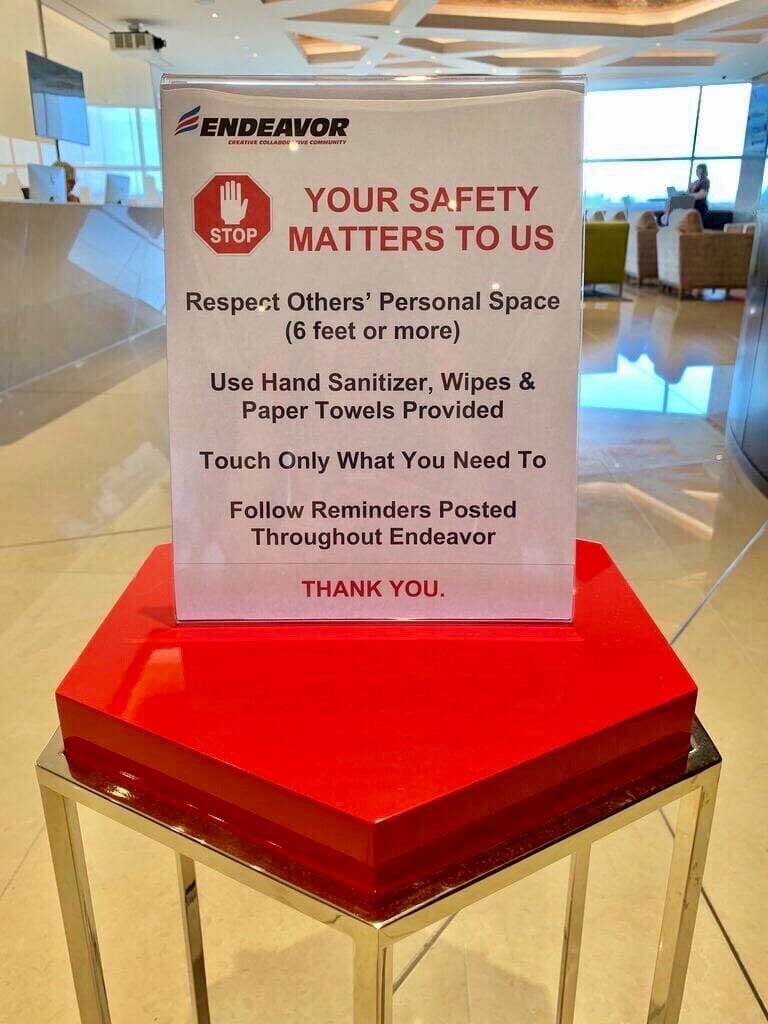 ENDEAVOR
CREATIVE COLLABORATIVE COMMUNITY
STOP
YOUR SAFETY
MATTERS TO US
Respect Others’ Personal Space
(6 feet or more)
Use Hand Sanitizer, Wipes &
Paper Towels Provided
Touch Only What You Need To
Follow Reminders Posted
Throughout Endeavor
THANK YOU.